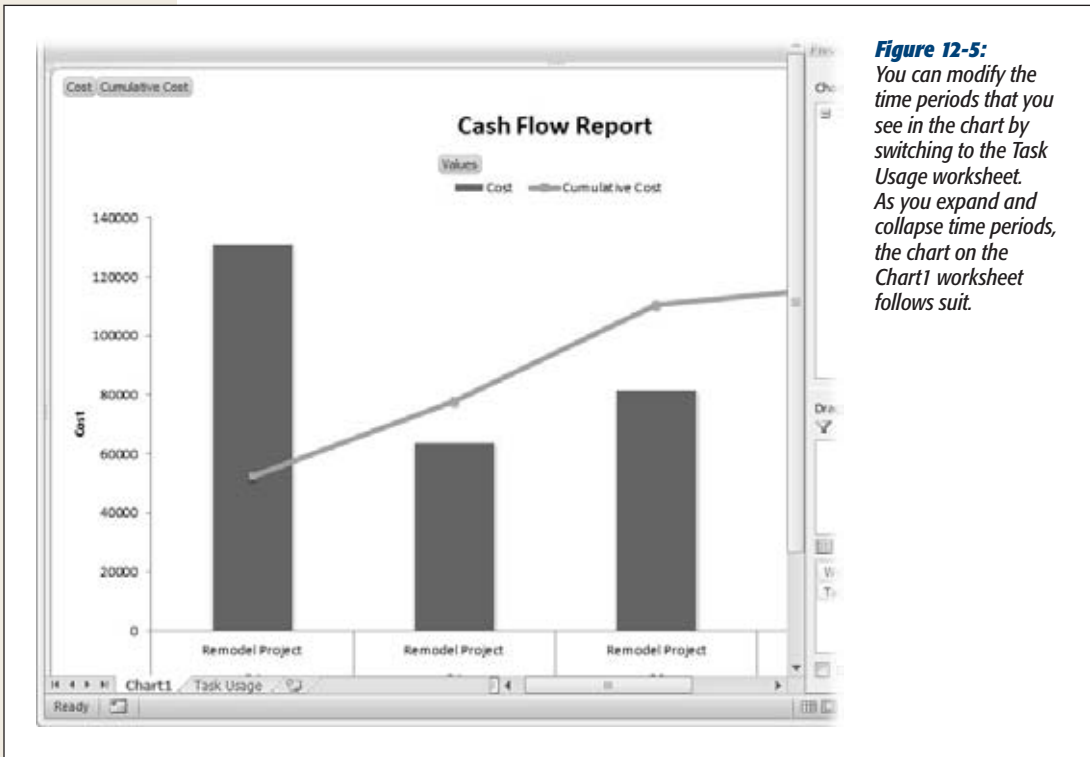 Cost Cumulative Cost
Cash Flow Report
Values
Cost Cumulative Cost
140000
120000
100000
80000
60000
40000
20000
0
Cost
Remodel Project Remodel Project Remodel Project
Chart1 Task Usage
Ready
Figure 12-5:
You can modify the
time periods that you
see in the chart by
switching to the Task
Usage worksheet.
As you expand and
collapse time periods,
the chart on the
Chart1 worksheet
follows suit.